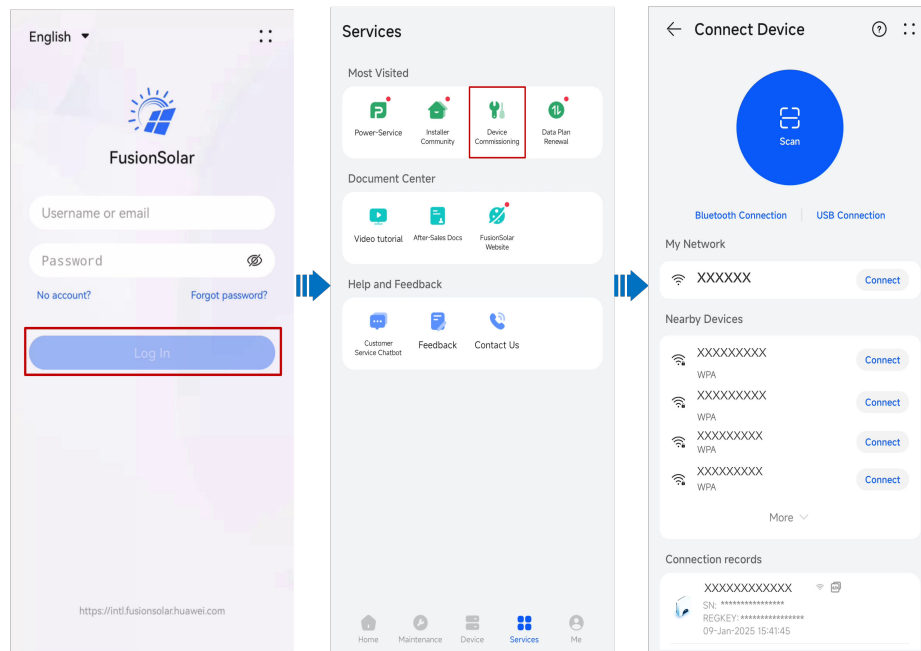 English
FusionSolar
Username or email
Password
No account?
Forgot password?
Log In
https://intl.fusionsolar.huawei.com
Services
Most Visited
Power-Service
Installer
Community
Device
Commissioning
Data Plan
Renewal
Document Center
Video tutorial
After-Sales Docs
FusionSolar
Website
Help and Feedback
Customer
Service Chatbot
Feedback
Contact Us
Home
Maintenance
Device
Services
Me
Connect Device
Scan
Bluetooth Connection
USB Connection
My Network
XXXXXX
Connect
Nearby Devices
XXXXXXXXX
WPA
Connect
XXXXXXXXX
WPA
Connect
XXXXXXXXX
WPA
Connect
XXXXXXXXX
WPA
Connect
More
Connection records
XXXXXXXXXXXX
SN: ****************
REGKEY: ****************
09-Jan-2025 15:41:45